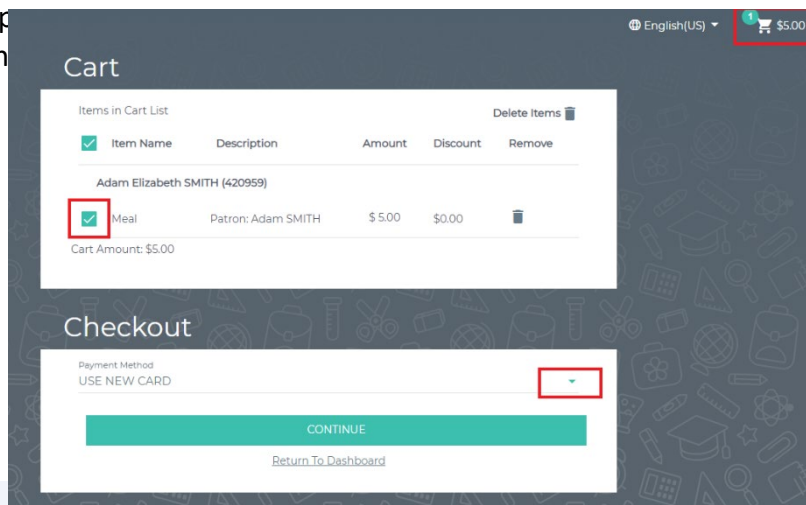 English(US)
1
$5.00
Cart
Items in Cart List
Delete Items
Item Name Description Amount Discount Remove
Adam Elizabeth SMITH (420959)
Meal Patron: Adam SMITH $ 5.00 $0.00
Cart Amount: $5.00
Checkout
Payment Method
USE NEW CARD
CONTINUE
Return To Dashboard